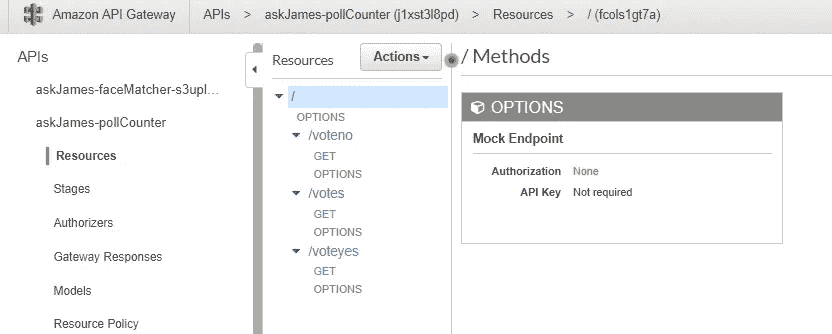 Amazon API Gateway APIs > askJames-pollCounter (j1xst3l8pd) > Resources > / (fcols1gt7a)
APIs
askJames-faceMatcher-s3upl...
askJames-pollCounter
Resources
Stages
Authorizers
Gateway Responses
Models
Resource Policy
Resources Actions
/
OPTIONS
/voteno
GET
OPTIONS
/votes
GET
OPTIONS
/voteyes
GET
OPTIONS
/ Methods
OPTIONS
Mock Endpoint
Authorization None
API Key Not required